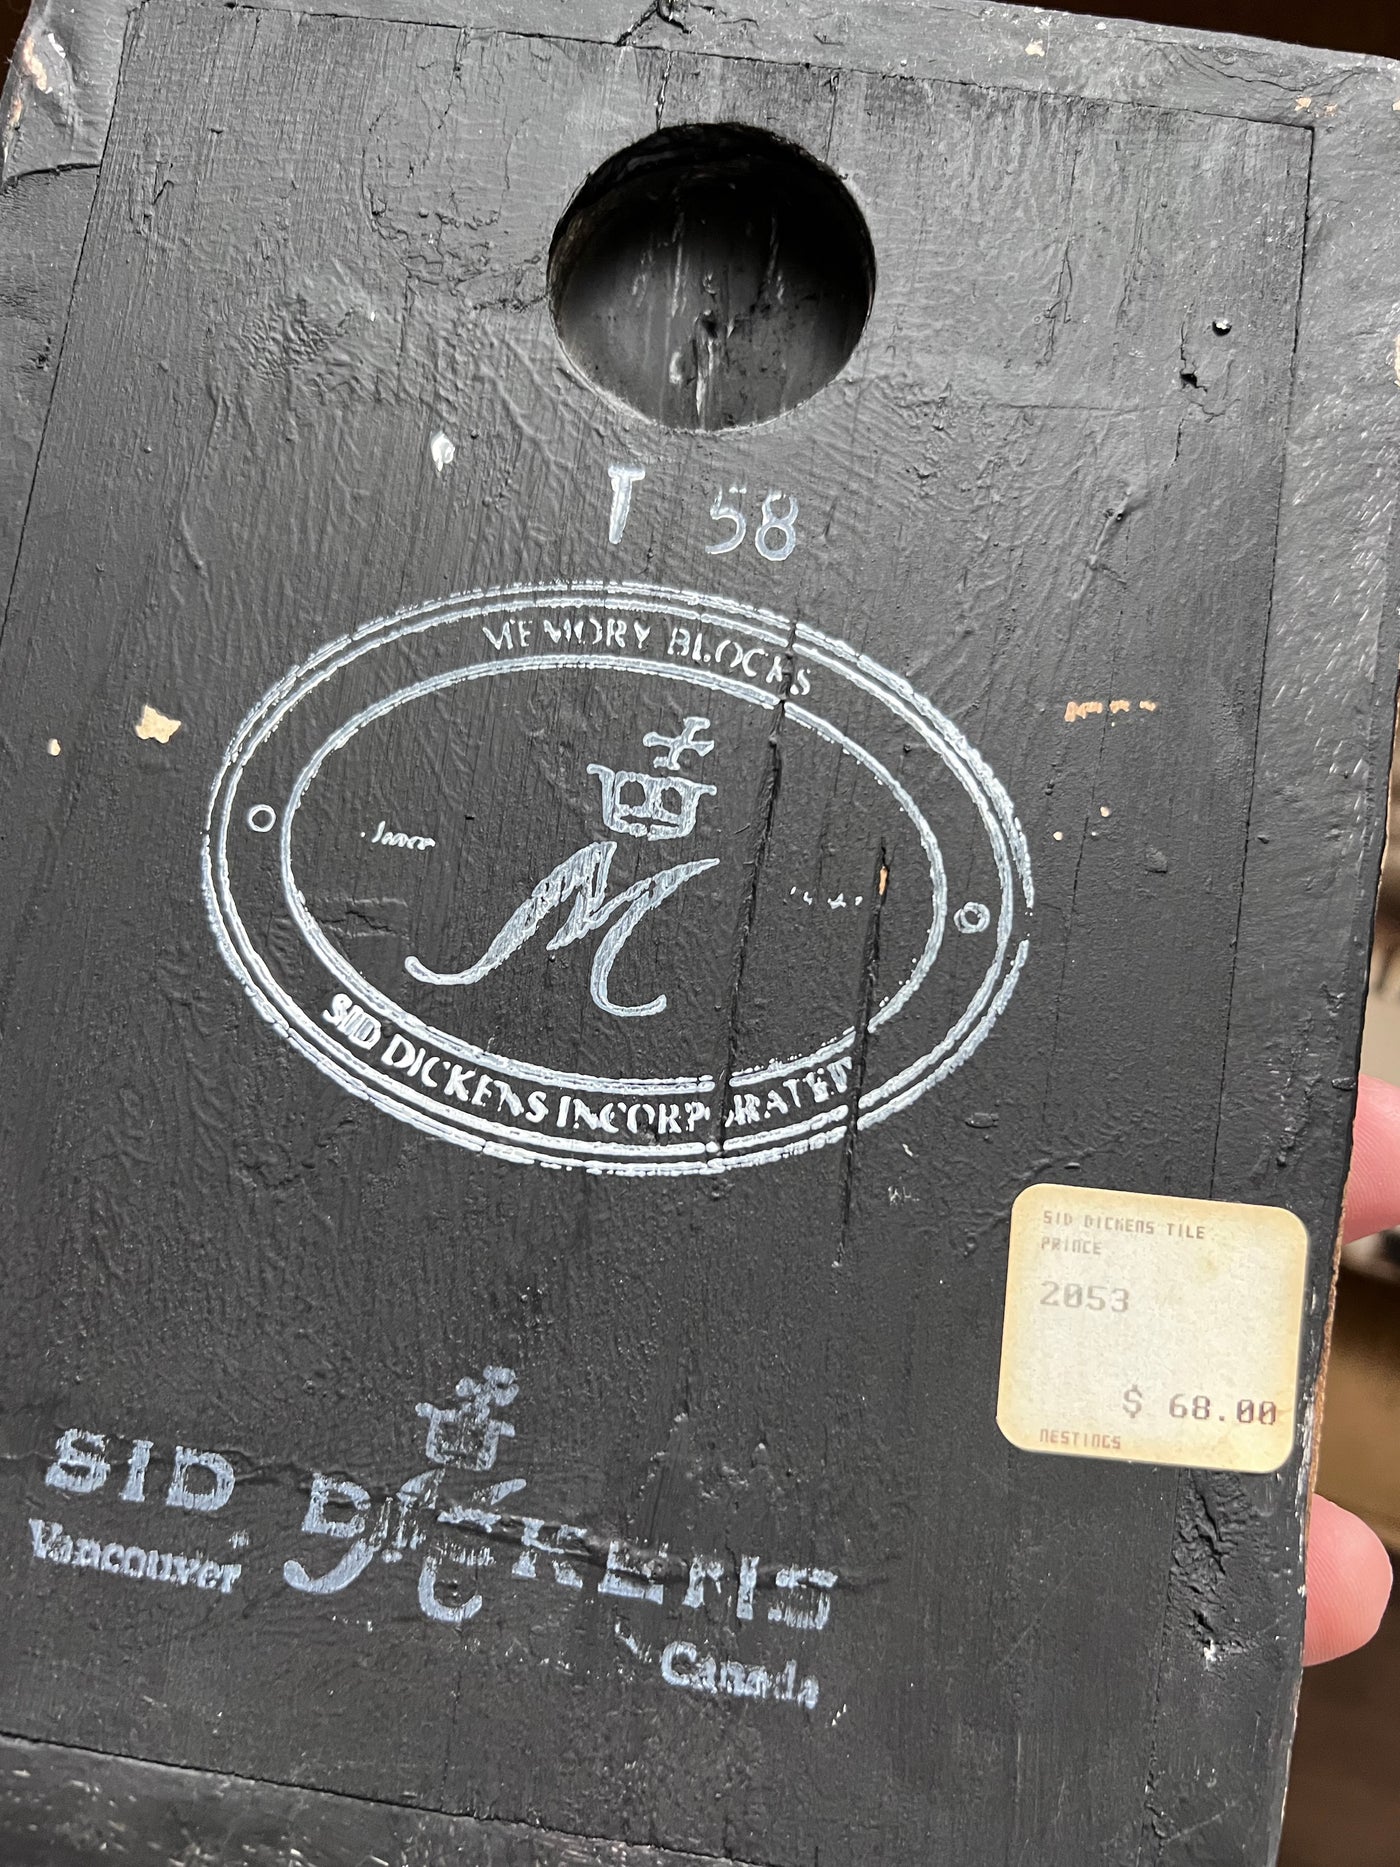 T 58
MEMORY BLOCKS
M
SID DICKENS INCORPORATED
SID DICKENS TILE
PRINCE
2053
$ 68.00
NESTINGS
SID DICKENS
Vancouver
Canada